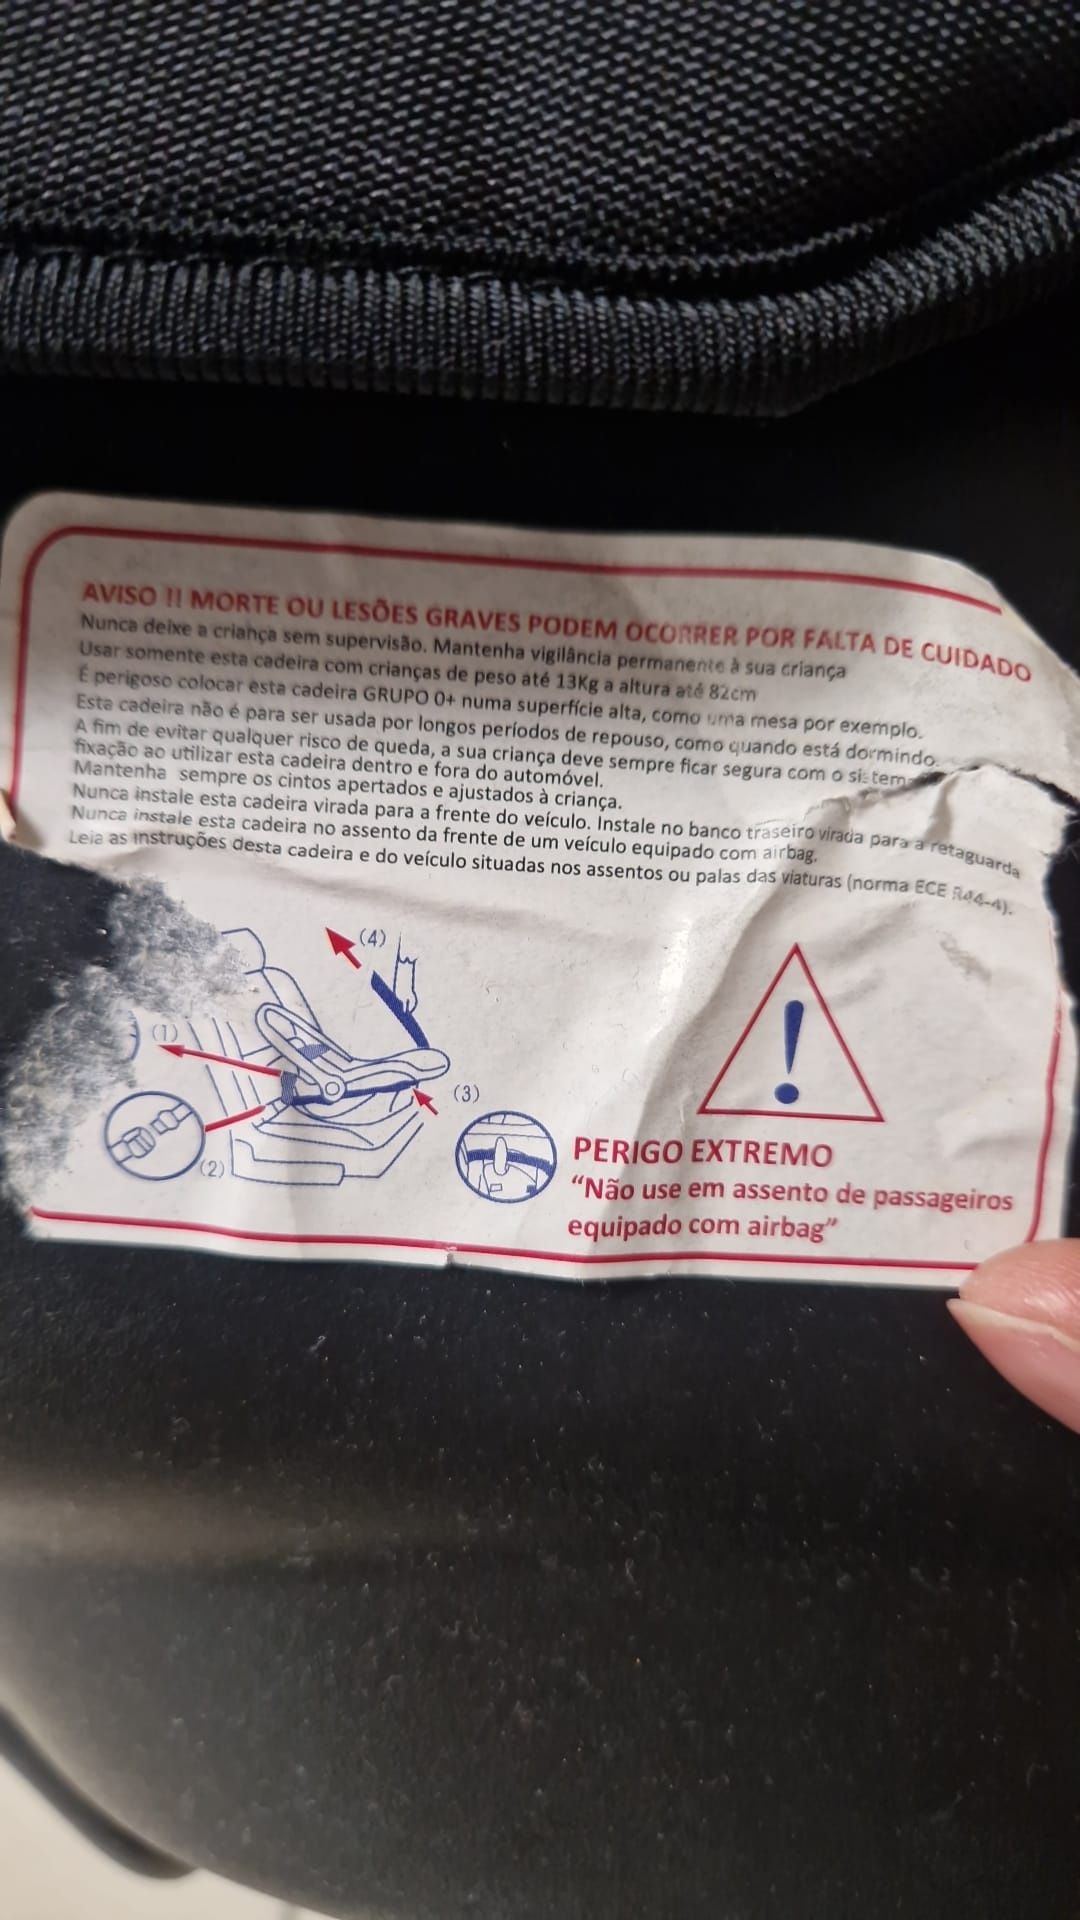 AVISO !! MORTE OU LESÕES GRAVES PODEM OCORRER POR FALTA DE CUIDADO
Nunca deixe a criança sem supervisão. Mantenha vigilância permanente à sua criança
Usar somente esta cadeira com crianças de peso até 13Kg a altura até 82cm
É perigoso colocar esta cadeira GRUPO 0+ numa superfície alta, como uma mesa por exemplo.
Esta cadeira não é para ser usada por longos períodos de repouso, como quando está dormindo.
A fim de evitar qualquer risco de queda, a sua criança deve sempre ficar segura com o sistema
fixação ao utilizar esta cadeira dentro e fora do automóvel.
Mantenha sempre os cintos apertados e ajustados à criança.
Nunca instale esta cadeira virada para a frente do veículo. Instale no banco traseiro virada para a retaguarda
Nunca instale esta cadeira no assento da frente de um veículo equipado com airbag.
Leia as instruções desta cadeira e do veículo situadas nos assentos ou palas das viaturas (norma ECE R44-4).
(4)
(1)
(3)
(2)
PERIGO EXTREMO
"Não use em assento de passageiros
equipado com airbag"